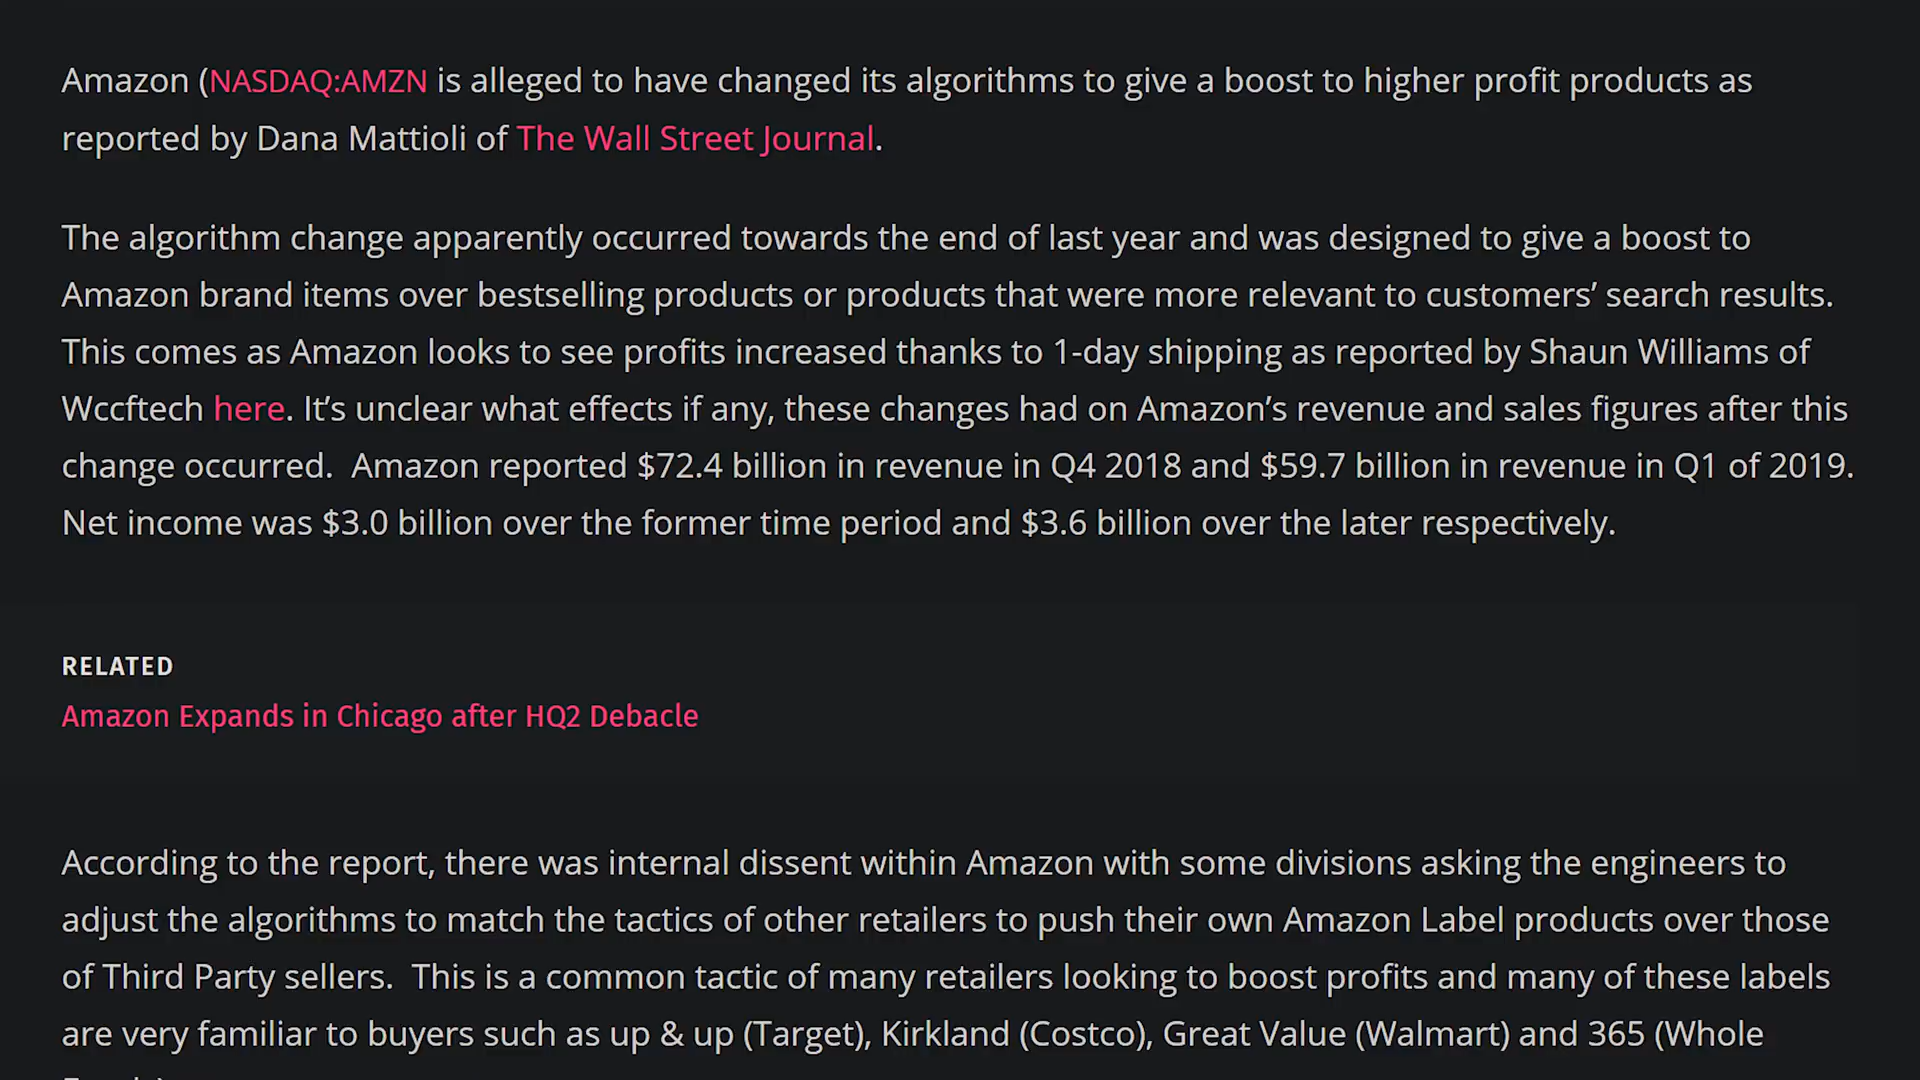 Amazon (NASDAQ:AMZN is alleged to have changed its algorithms to give a boost to higher profit products as
reported by Dana Mattioli of The Wall Street Journal.
The algorithm change apparently occurred towards the end of last year and was designed to give a boost to
Amazon brand items over bestselling products or products that were more relevant to customers’ search results.
This comes as Amazon looks to see profits increased thanks to 1-day shipping as reported by Shaun Williams of
Wccftech here. It’s unclear what effects if any, these changes had on Amazon’s revenue and sales figures after this
change occurred.  Amazon reported $72.4 billion in revenue in Q4 2018 and $59.7 billion in revenue in Q1 of 2019.
Net income was $3.0 billion over the former time period and $3.6 billion over the later respectively.
RELATED
Amazon Expands in Chicago after HQ2 Debacle
According to the report, there was internal dissent within Amazon with some divisions asking the engineers to
adjust the algorithms to match the tactics of other retailers to push their own Amazon Label products over those
of Third Party sellers.  This is a common tactic of many retailers looking to boost profits and many of these labels
are very familiar to buyers such as up & up (Target), Kirkland (Costco), Great Value (Walmart) and 365 (Whole